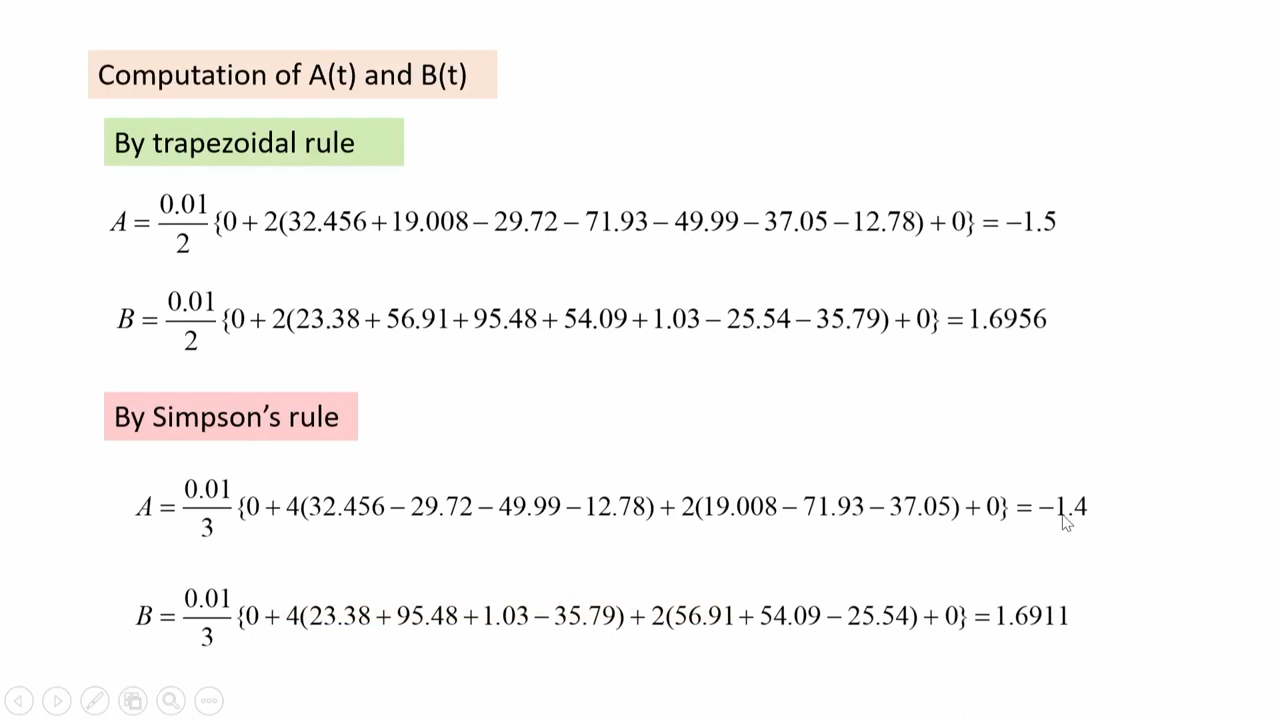 Computation of A(t) and B(t)
By trapezoidal rule
A = 0.01/2 {0 + 2(32.456 + 19.008 − 29.72 − 71.93 − 49.99 − 37.05 − 12.78) + 0} = −1.5
B = 0.01/2 {0 + 2(23.38 + 56.91 + 95.48 + 54.09 + 1.03 − 25.54 − 35.79) + 0} = 1.6956
By Simpson’s rule
A = 0.01/3 {0 + 4(32.456 − 29.72 − 49.99 − 12.78) + 2(19.008 − 71.93 − 37.05) + 0} = −1.4
B = 0.01/3 {0 + 4(23.38 + 95.48 + 1.03 − 35.79) + 2(56.91 + 54.09 − 25.54) + 0} = 1.6911